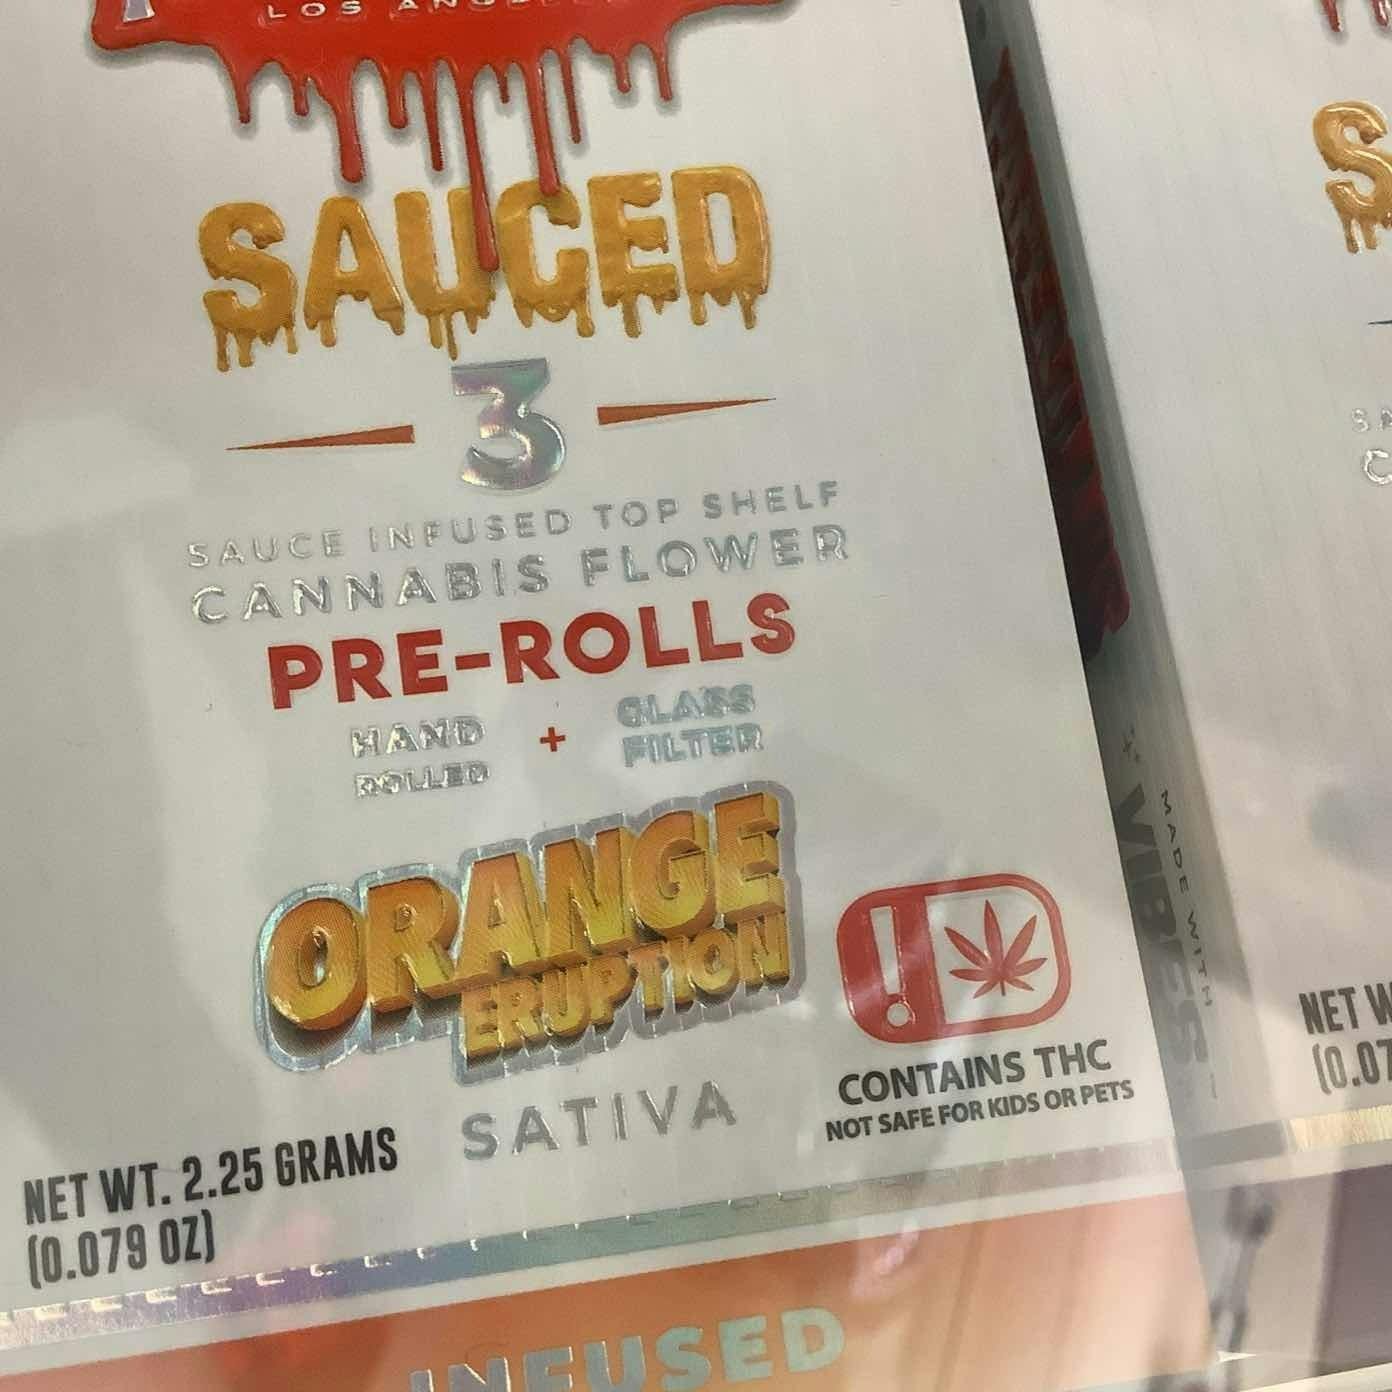 LOS ANGELES
SAUCED
3
SAUCE INFUSED TOP SHELF
CANNABIS FLOWER
PRE-ROLLS
HAND ROLLED + GLASS FILTER
ORANGE
ERUPTION
SATIVA
CONTAINS THC
NOT SAFE FOR KIDS OR PETS
NET WT. 2.25 GRAMS
(0.079 OZ)
INFUSED
MADE WITH
VIBES
S
SA
C
NET W
(0.07